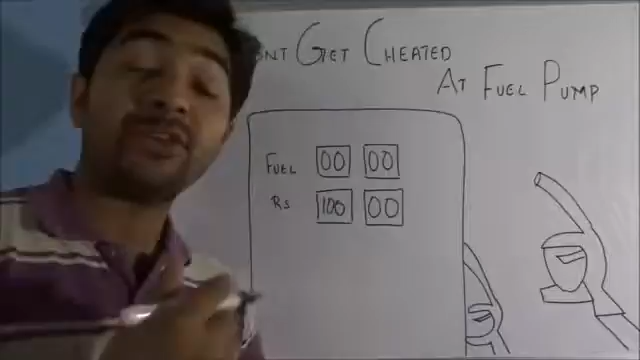 GET CHEATED
AT FUEL PUMP
FUEL 00 00
RS 100 00